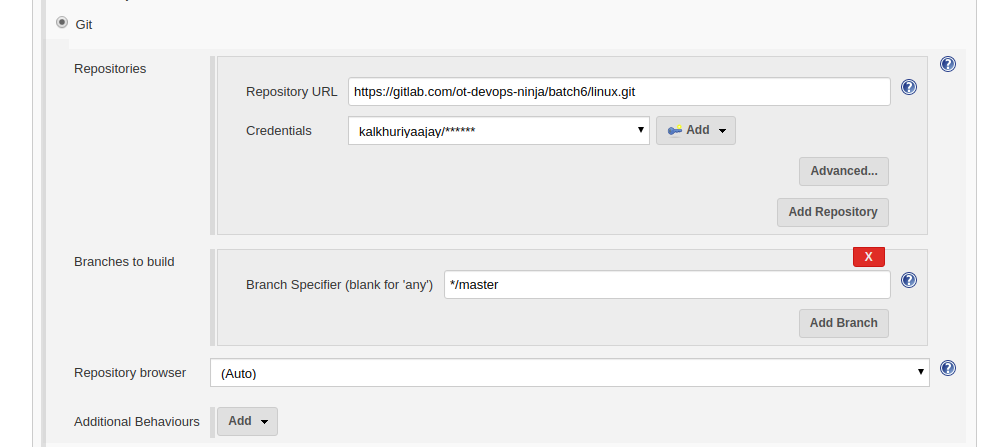 Git
Repositories
Repository URL https://gitlab.com/ot-devops-ninja/batch6/linux.git
Credentials kalkhuriyaajay/****** Add
Advanced...
Add Repository
Branches to build
X
Branch Specifier (blank for 'any') */master
Add Branch
Repository browser (Auto)
Additional Behaviours Add